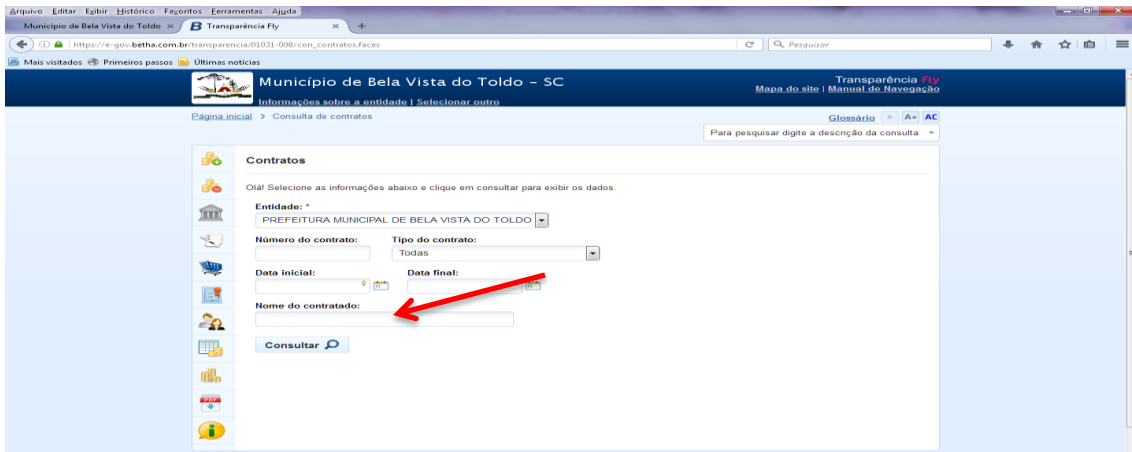 Arquivo Editar Exibir Histórico Favoritos Ferramentas Ajuda
Município de Bela Vista do Toldo × Transparência Fly × +
https://e-gov.betha.com.br/transparencia/01031-008/con_contratos.faces Pesquisar
Mais visitados Primeiros passos Últimas notícias
Município de Bela Vista do Toldo - SC Transparência Fly
Informações sobre a entidade | Selecionar outro Mapa do site | Manual de Navegação
Página inicial > Consulta de contratos Glossário A- A+ AC
Para pesquisar digite a descrição da consulta
Contratos
Olá! Selecione as informações abaixo e clique em consultar para exibir os dados.
Entidade: *
PREFEITURA MUNICIPAL DE BELA VISTA DO TOLDO
Número do contrato: Tipo do contrato:
Todas
Data inicial: Data final:
Nome do contratado:
Consultar
PDF